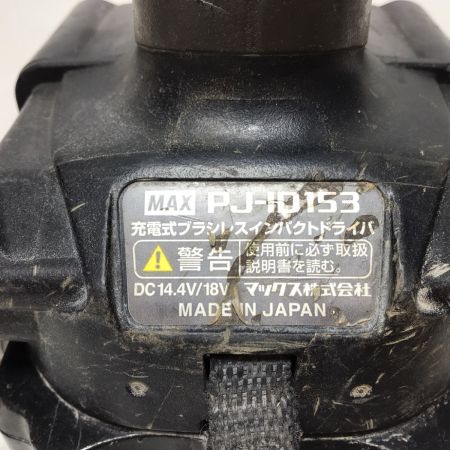 MAX PJ-ID153
充電式ブラシレスインパクトドライバ
警告 使用前に必ず取扱
説明書を読む。
DC14.4V/18V マックス株式会社
MADE IN JAPAN